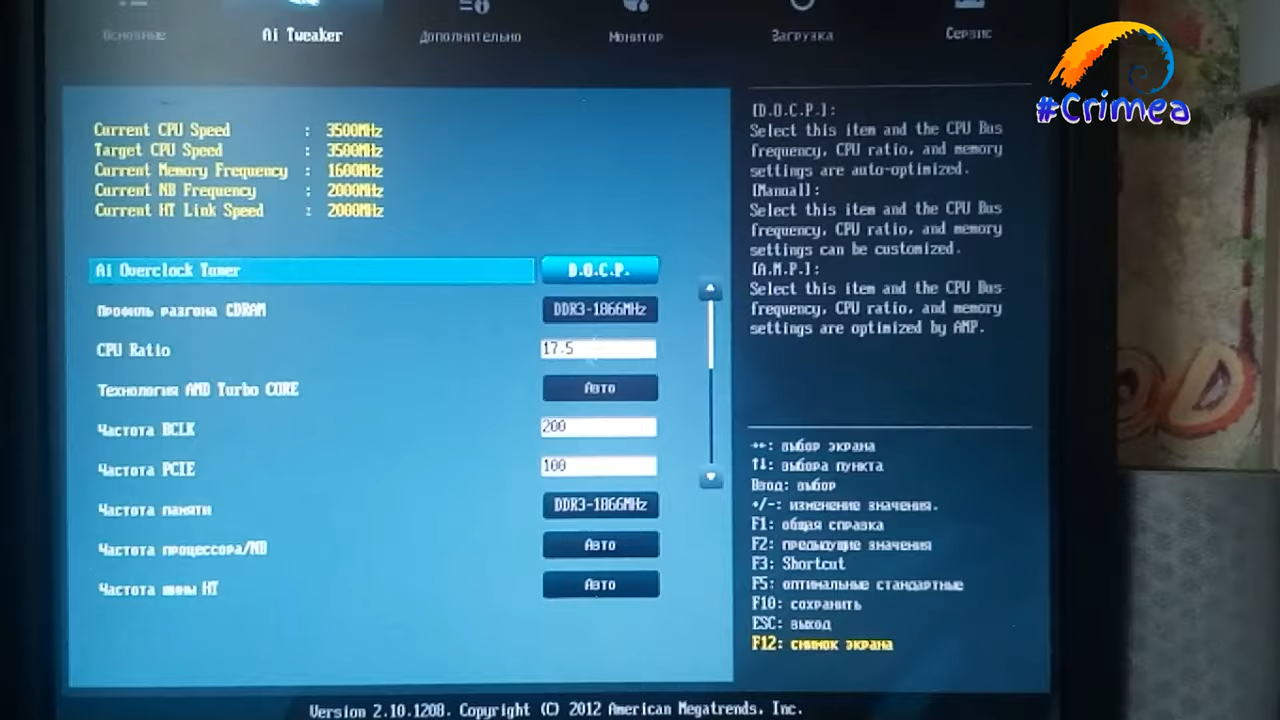 Основные Ai Tweaker Дополнительно Монитор Загрузка Сервис
#Crimea
Current CPU Speed : 3500MHz
Target CPU Speed : 3500MHz
Current Memory Frequency : 1600MHz
Current NB Frequency : 2000MHz
Current HT Link Speed : 2000MHz
Ai Overclock Tuner D.O.C.P.
Профиль разгона CDRAM DDR3-1866MHz
CPU Ratio 17.5
Технология AMD Turbo CORE Авто
Частота BCLK 200
Частота PCIE 100
Частота памяти DDR3-1866MHz
Частота процессора/NB Авто
Частота шины HT Авто
[D.O.C.P.]:
Select this item and the CPU Bus
frequency, CPU ratio, and memory
settings are auto-optimized.
[Manual]:
Select this item and the CPU Bus
frequency, CPU ratio, and memory
settings can be customized.
[A.M.P.]:
Select this item and the CPU Bus
frequency, CPU ratio, and memory
settings are optimized by AMP.
→←: выбор экрана
↑↓: выбора пункта
Ввод: выбор
+/-: изменение значения.
F1: общая справка
F2: предыдущие значения
F3: Shortcut
F5: оптимальные стандартные
F10: сохранить
ESC: выход
F12: снимок экрана
Version 2.10.1208. Copyright (C) 2012 American Megatrends, Inc.